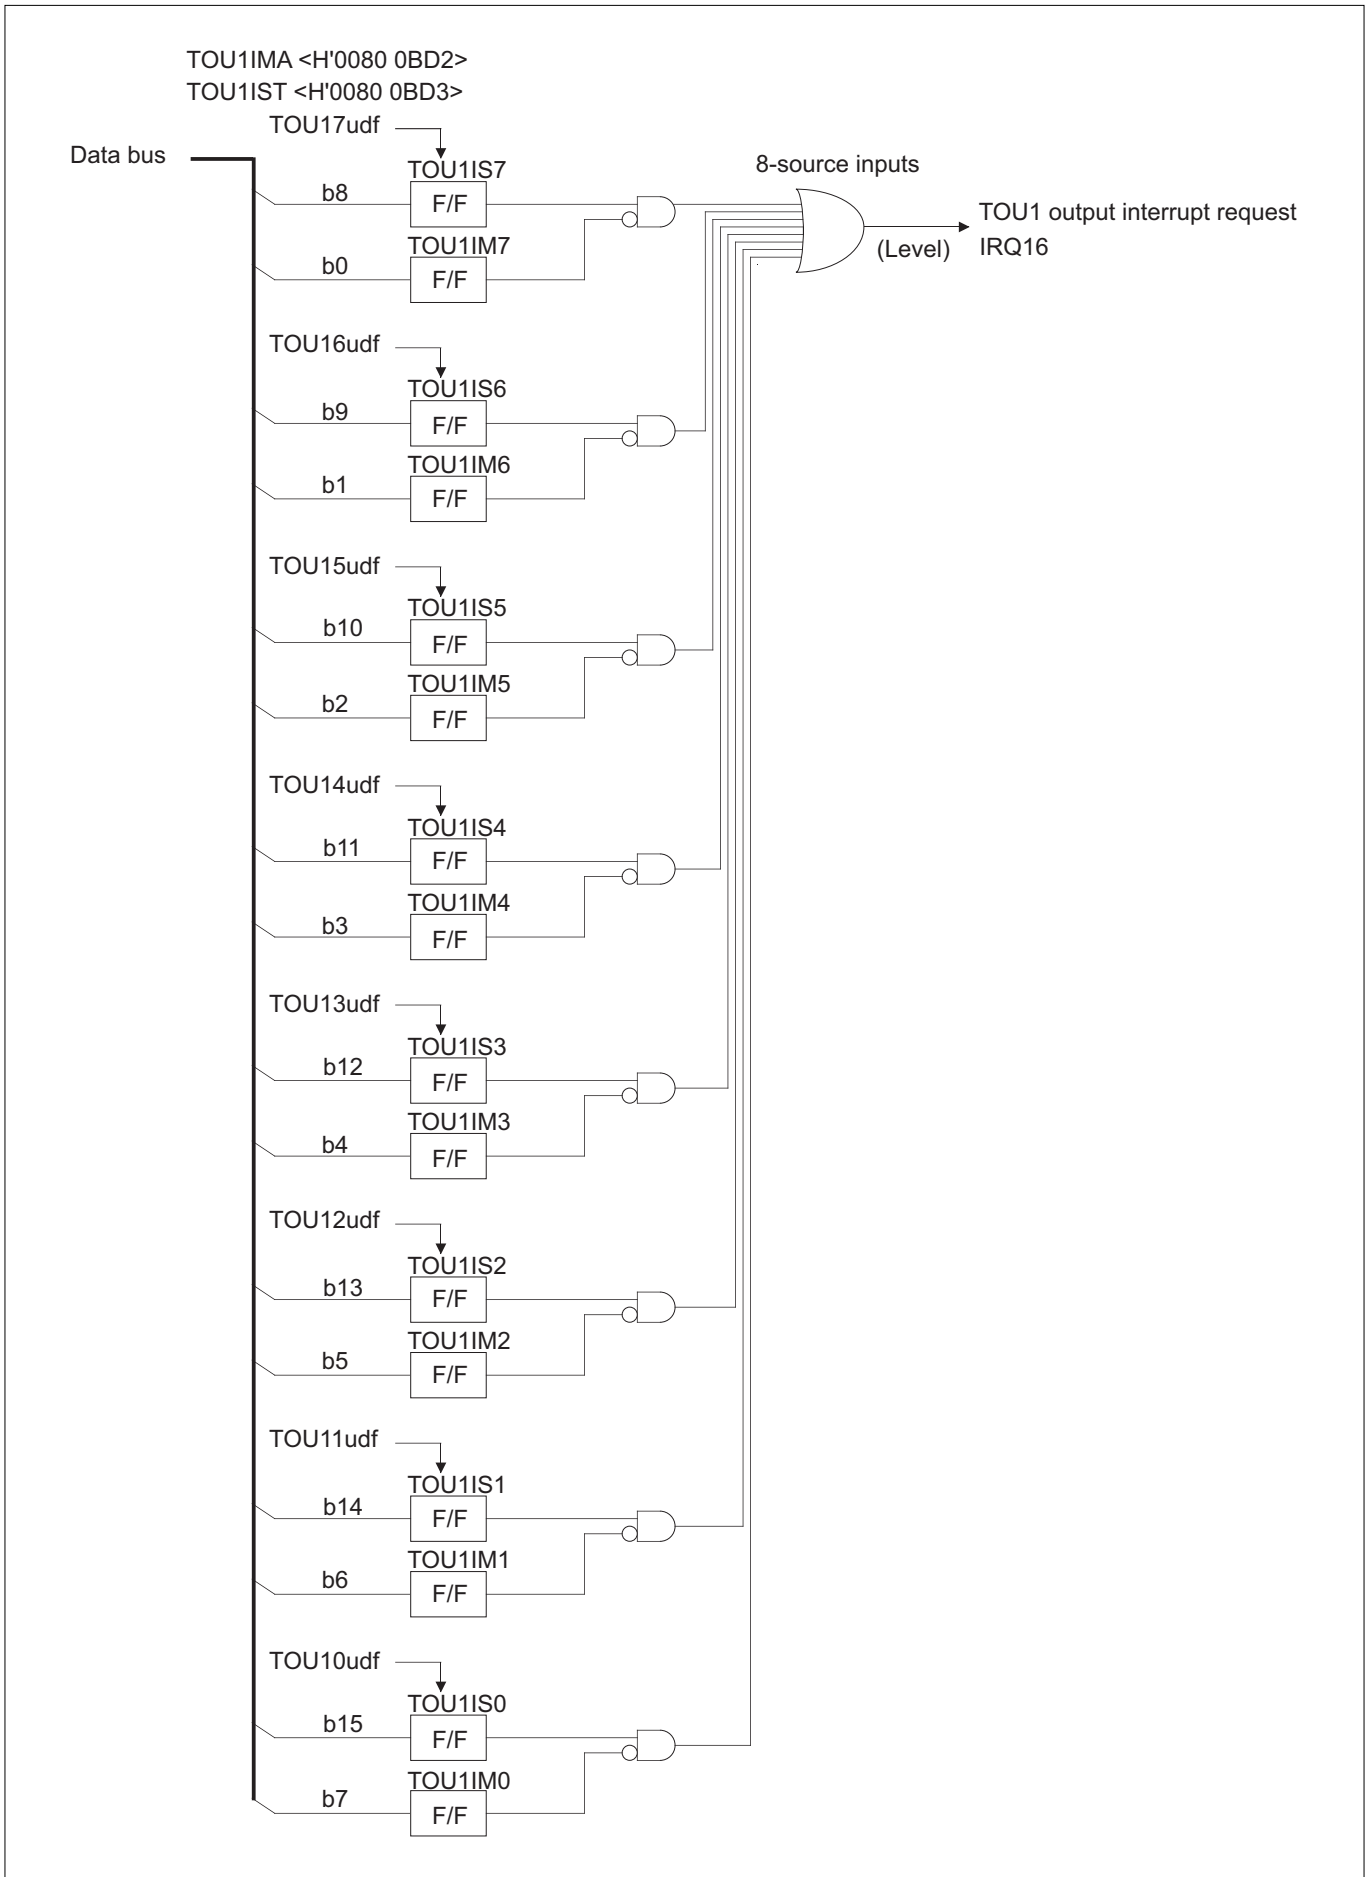 TOU1IMA <H'0080 0BD2>
TOU1IST <H'0080 0BD3>
TOU17udf
Data bus
TOU1IS7
8-source inputs
b8
F/F
TOU1 output interrupt request
(Level)
IRQ16
TOU1IM7
b0
F/F
TOU16udf
TOU1IS6
b9
F/F
TOU1IM6
b1
F/F
TOU15udf
TOU1IS5
b10
F/F
TOU1IM5
b2
F/F
TOU14udf
TOU1IS4
b11
F/F
TOU1IM4
b3
F/F
TOU13udf
TOU1IS3
b12
F/F
TOU1IM3
b4
F/F
TOU12udf
TOU1IS2
b13
F/F
TOU1IM2
b5
F/F
TOU11udf
TOU1IS1
b14
F/F
TOU1IM1
b6
F/F
TOU10udf
TOU1IS0
b15
F/F
TOU1IM0
b7
F/F